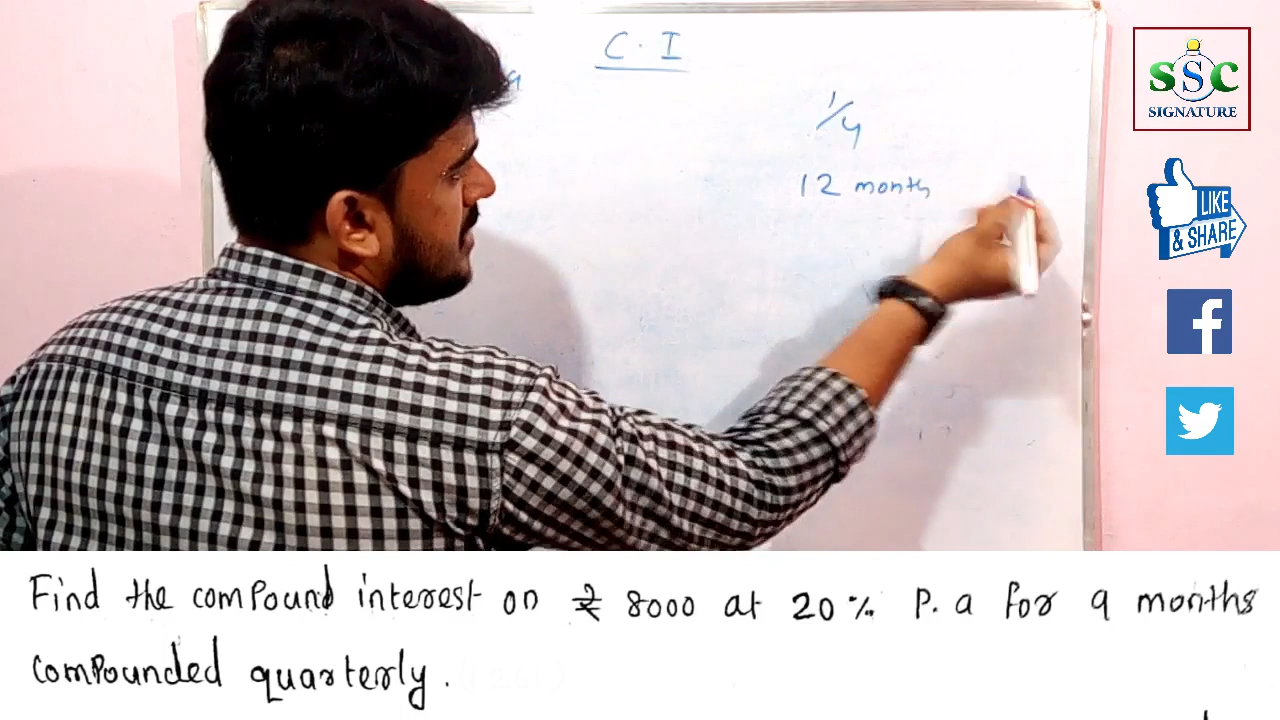 C.I
1/4
12 month
SSC
SIGNATURE
LIKE
& SHARE
f
Find the compound interest on ₹ 8000 at 20% P.a for 9 months
compounded quarterly.